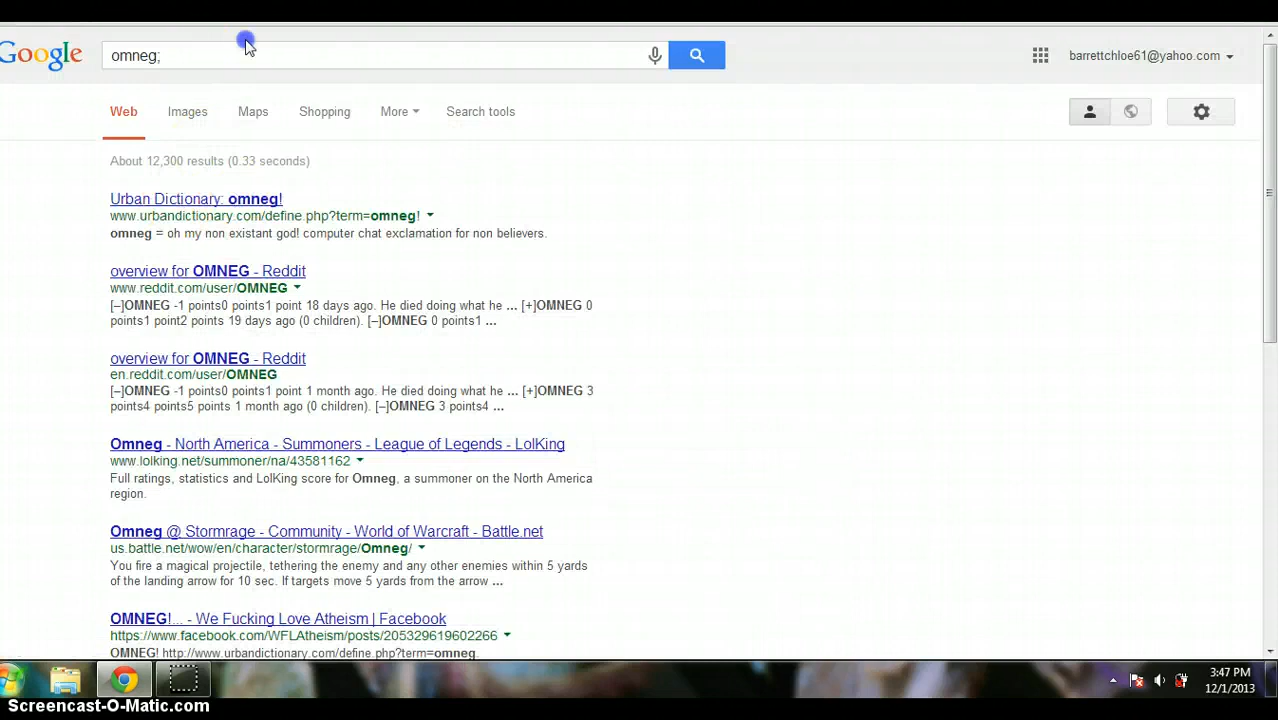 Google
omneg;
barrettchloe61@yahoo.com
Web Images Maps Shopping More Search tools
About 12,300 results (0.33 seconds)
Urban Dictionary: omneg!
www.urbandictionary.com/define.php?term=omneg!
omneg = oh my non existant god! computer chat exclamation for non believers.
overview for OMNEG - Reddit
www.reddit.com/user/OMNEG
[–]OMNEG -1 points0 points1 point 18 days ago. He died doing what he ... [+]OMNEG 0
points1 point2 points 19 days ago (0 children). [–]OMNEG 0 points1 ...
overview for OMNEG - Reddit
en.reddit.com/user/OMNEG
[–]OMNEG -1 points0 points1 point 1 month ago. He died doing what he ... [+]OMNEG 3
points4 points5 points 1 month ago (0 children). [–]OMNEG 3 points4 ...
Omneg - North America - Summoners - League of Legends - LolKing
www.lolking.net/summoner/na/43581162
Full ratings, statistics and LolKing score for Omneg, a summoner on the North America
region.
Omneg @ Stormrage - Community - World of Warcraft - Battle.net
us.battle.net/wow/en/character/stormrage/Omneg/
You fire a magical projectile, tethering the enemy and any other enemies within 5 yards
of the landing arrow for 10 sec. If targets move 5 yards from the arrow ...
OMNEG!... - We Fucking Love Atheism | Facebook
https://www.facebook.com/WFLAtheism/posts/205329619602266
OMNEG! http://www.urbandictionary.com/define.php?term=omneg.
3:47 PM
12/1/2013
Screencast-O-Matic.com